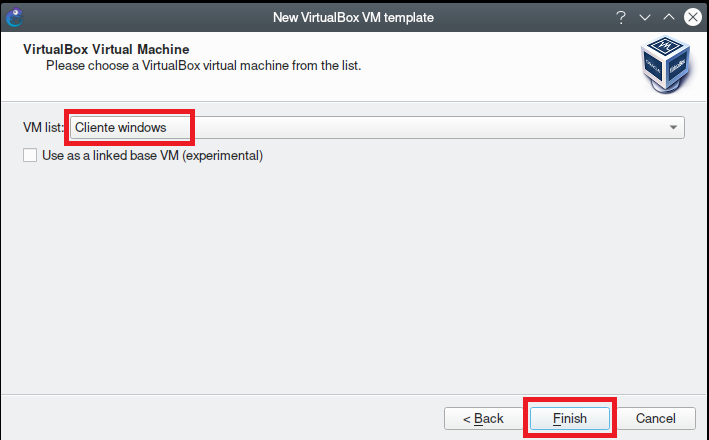 New VirtualBox VM template
VirtualBox Virtual Machine
Please choose a VirtualBox virtual machine from the list.
VM list: Cliente windows
Use as a linked base VM (experimental)
< Back Finish Cancel